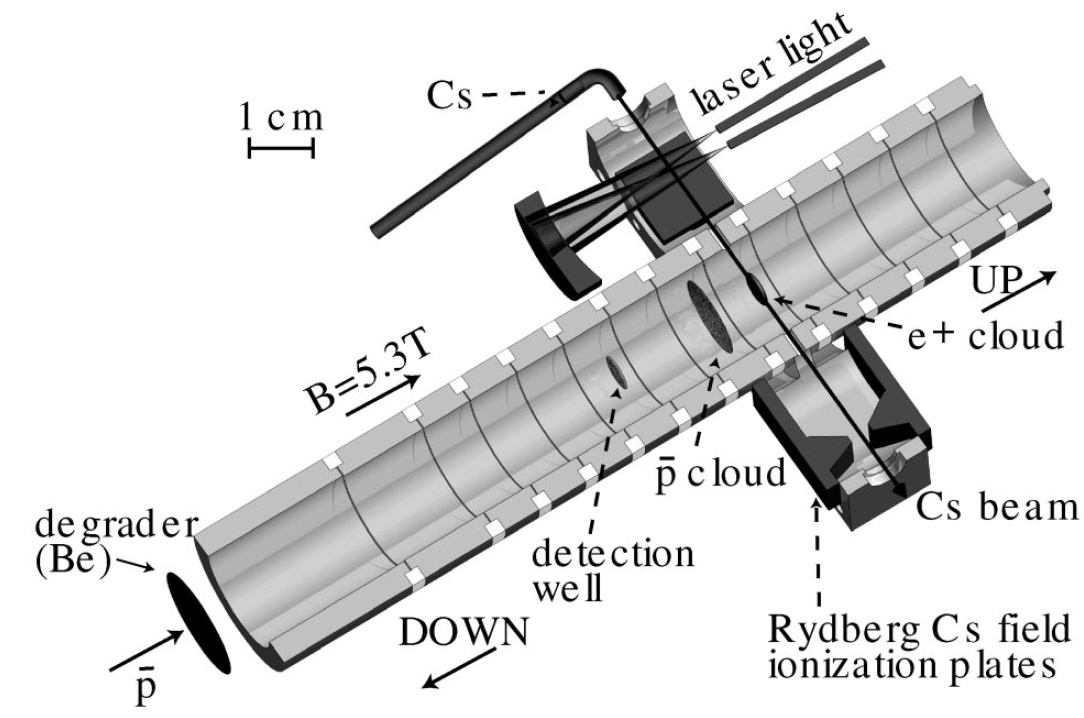 laser light
Cs
1 cm
UP
e+ cloud
B=5.3T
p̄ cloud
Cs beam
degrader
(Be)
detection
well
DOWN
Rydberg Cs field
ionization plates
p̄